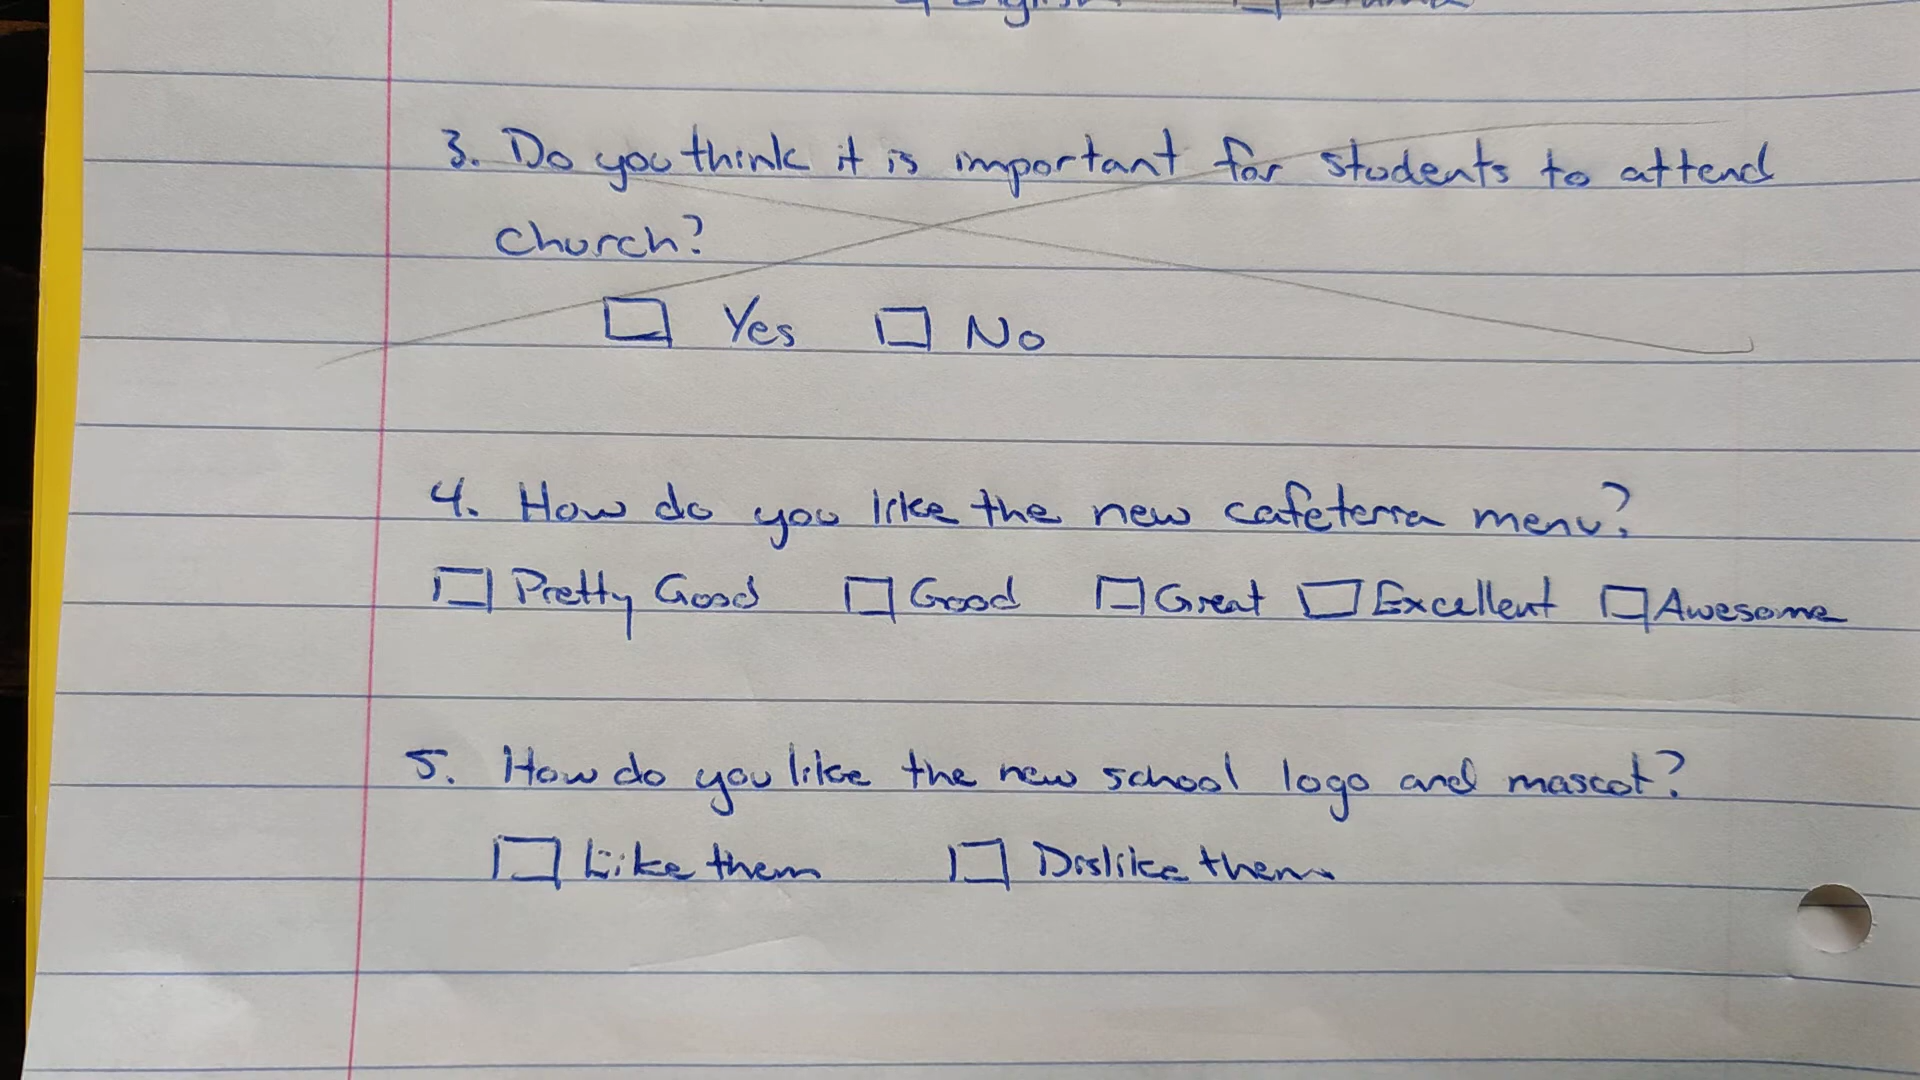 English Drama
3. Do you think it is important for students to attend
church?
Yes No
4. How do you like the new cafeteria menu?
Pretty Good Good Great Excellent Awesome
5. How do you like the new school logo and mascot?
Like them Dislike them